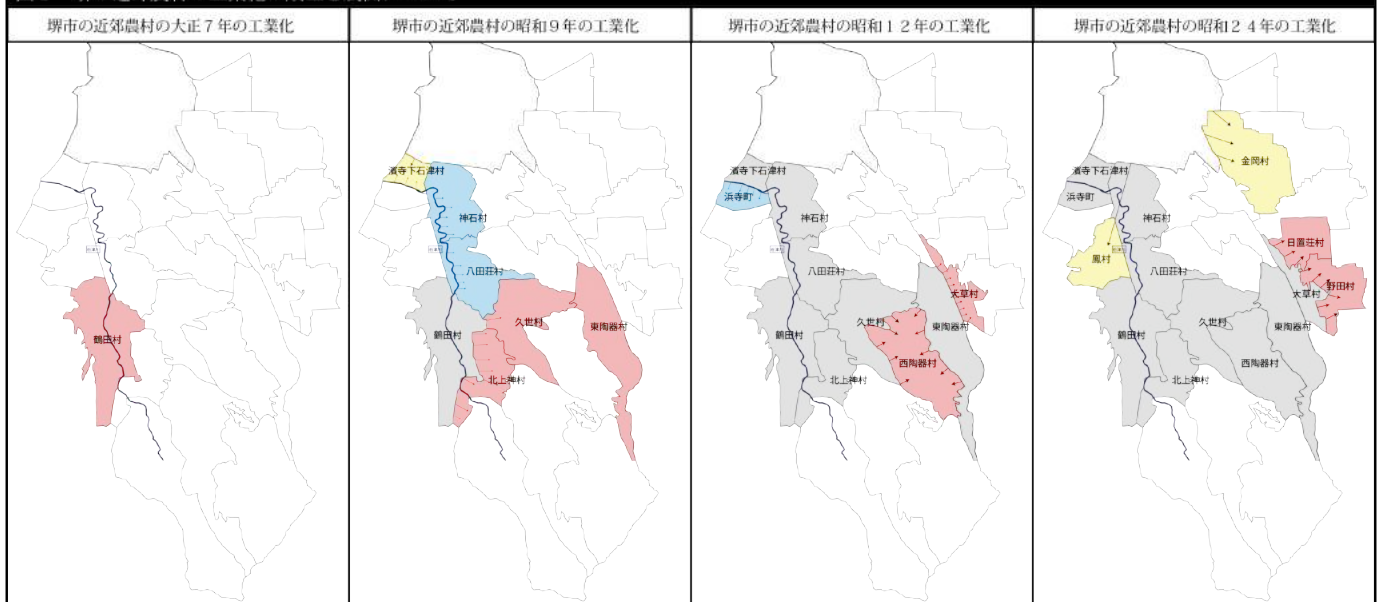 堺市の近郊農村の大正7年の工業化
堺市の近郊農村の昭和9年の工業化
堺市の近郊農村の昭和12年の工業化
堺市の近郊農村の昭和24年の工業化
鶴田村
濱寺下石津村
神石村
八田荘村
久世村
東陶器村
鶴田村
北上神村
濱寺下石津村
浜寺町
神石村
八田荘村
大草村
久世村
東陶器村
鶴田村
西陶器村
北上神村
金岡村
濱寺下石津村
浜寺町
神石村
日置荘村
鳳村
八田荘村
野田村
大草村
久世村
東陶器村
鶴田村
西陶器村
北上神村